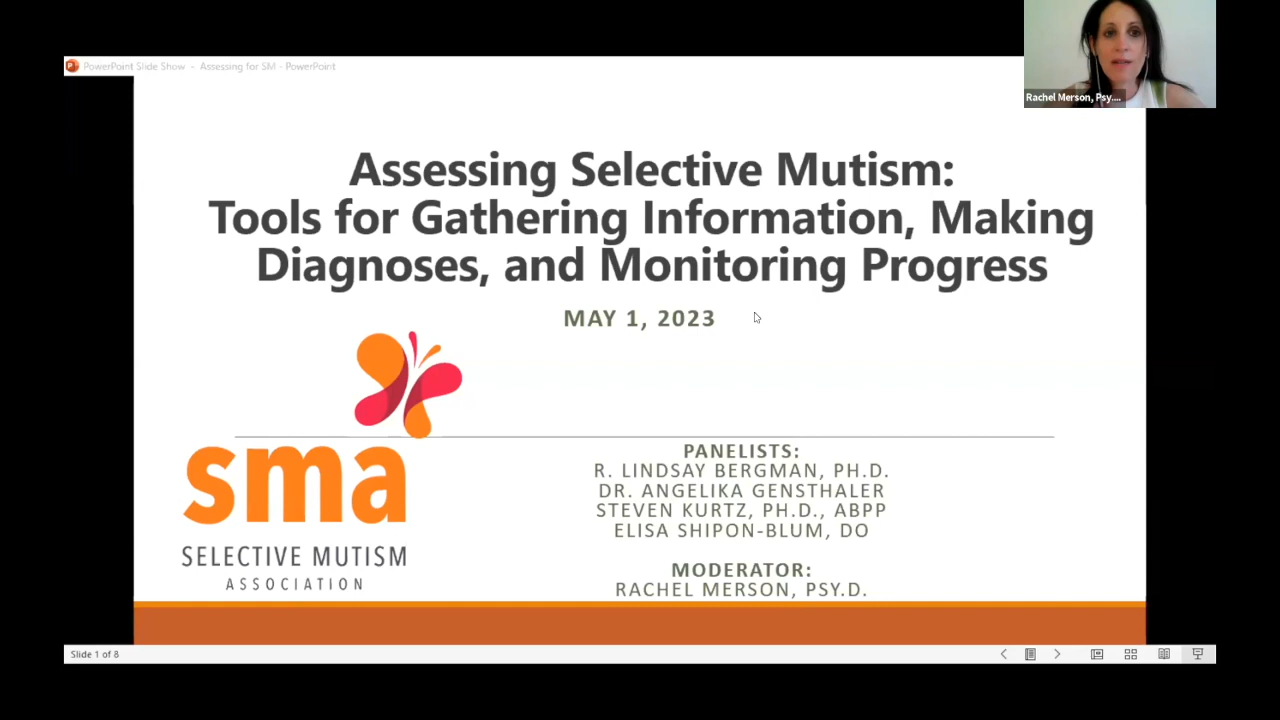 PowerPoint Slide Show - Assessing for SM - PowerPoint
Rachel Merson, Psy....
Assessing Selective Mutism:
Tools for Gathering Information, Making
Diagnoses, and Monitoring Progress
MAY 1, 2023
sma
SELECTIVE MUTISM
ASSOCIATION
PANELISTS:
R. LINDSAY BERGMAN, PH.D.
DR. ANGELIKA GENSTHALER
STEVEN KURTZ, PH.D., ABPP
ELISA SHIPON-BLUM, DO
MODERATOR:
RACHEL MERSON, PSY.D.
Slide 1 of 8